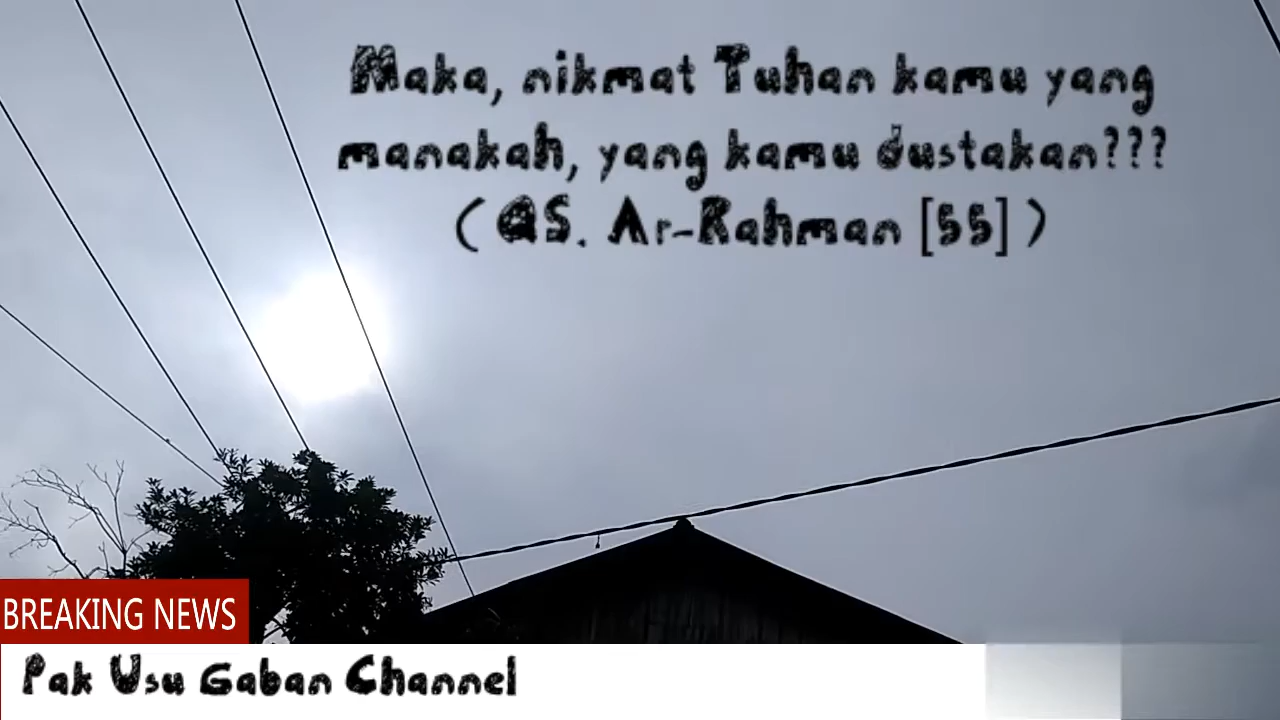 Maka, nikmat Tuhan kamu yang
manakah, yang kamu dustakan???
( QS. Ar-Rahman [55] )
BREAKING NEWS
Pak Usu Gaban Channel